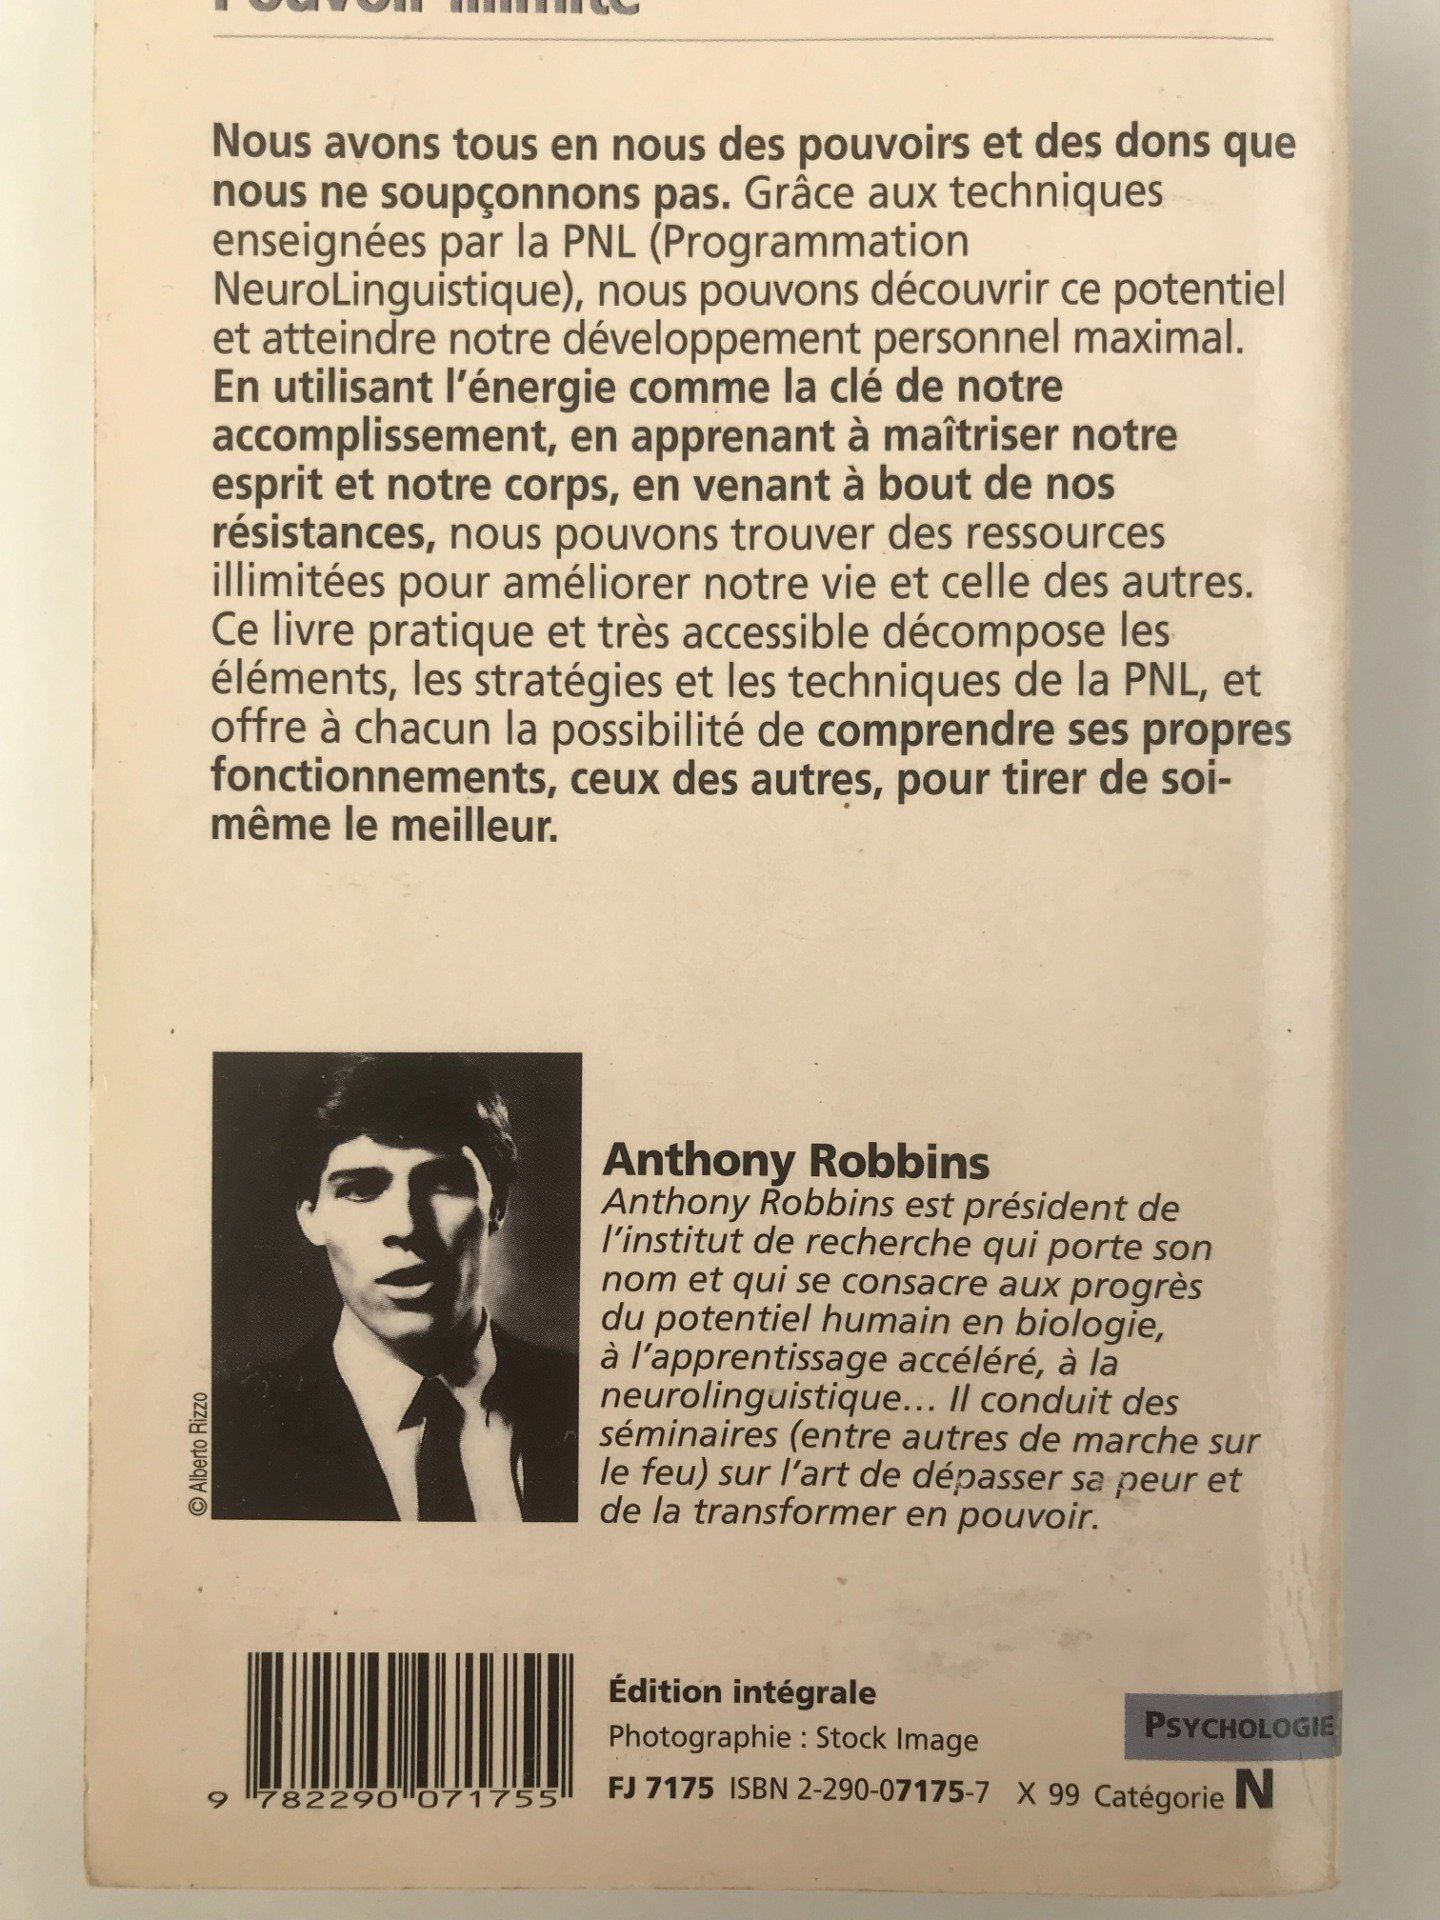 Pouvoir illimité
Nous avons tous en nous des pouvoirs et des dons que
nous ne soupçonnons pas. Grâce aux techniques
enseignées par la PNL (Programmation
NeuroLinguistique), nous pouvons découvrir ce potentiel
et atteindre notre développement personnel maximal.
En utilisant l'énergie comme la clé de notre
accomplissement, en apprenant à maîtriser notre
esprit et notre corps, en venant à bout de nos
résistances, nous pouvons trouver des ressources
illimitées pour améliorer notre vie et celle des autres.
Ce livre pratique et très accessible décompose les
éléments, les stratégies et les techniques de la PNL, et
offre à chacun la possibilité de comprendre ses propres
fonctionnements, ceux des autres, pour tirer de soi-
même le meilleur.
© Alberto Rizzo
Anthony Robbins
Anthony Robbins est président de
l'institut de recherche qui porte son
nom et qui se consacre aux progrès
du potentiel humain en biologie,
à l'apprentissage accéléré, à la
neurolinguistique... Il conduit des
séminaires (entre autres de marche sur
le feu) sur l'art de dépasser sa peur et
de la transformer en pouvoir.
9 782290 071755
Édition intégrale
Photographie : Stock Image
FJ 7175 ISBN 2-290-07175-7 X 99 Catégorie N
PSYCHOLOGIE